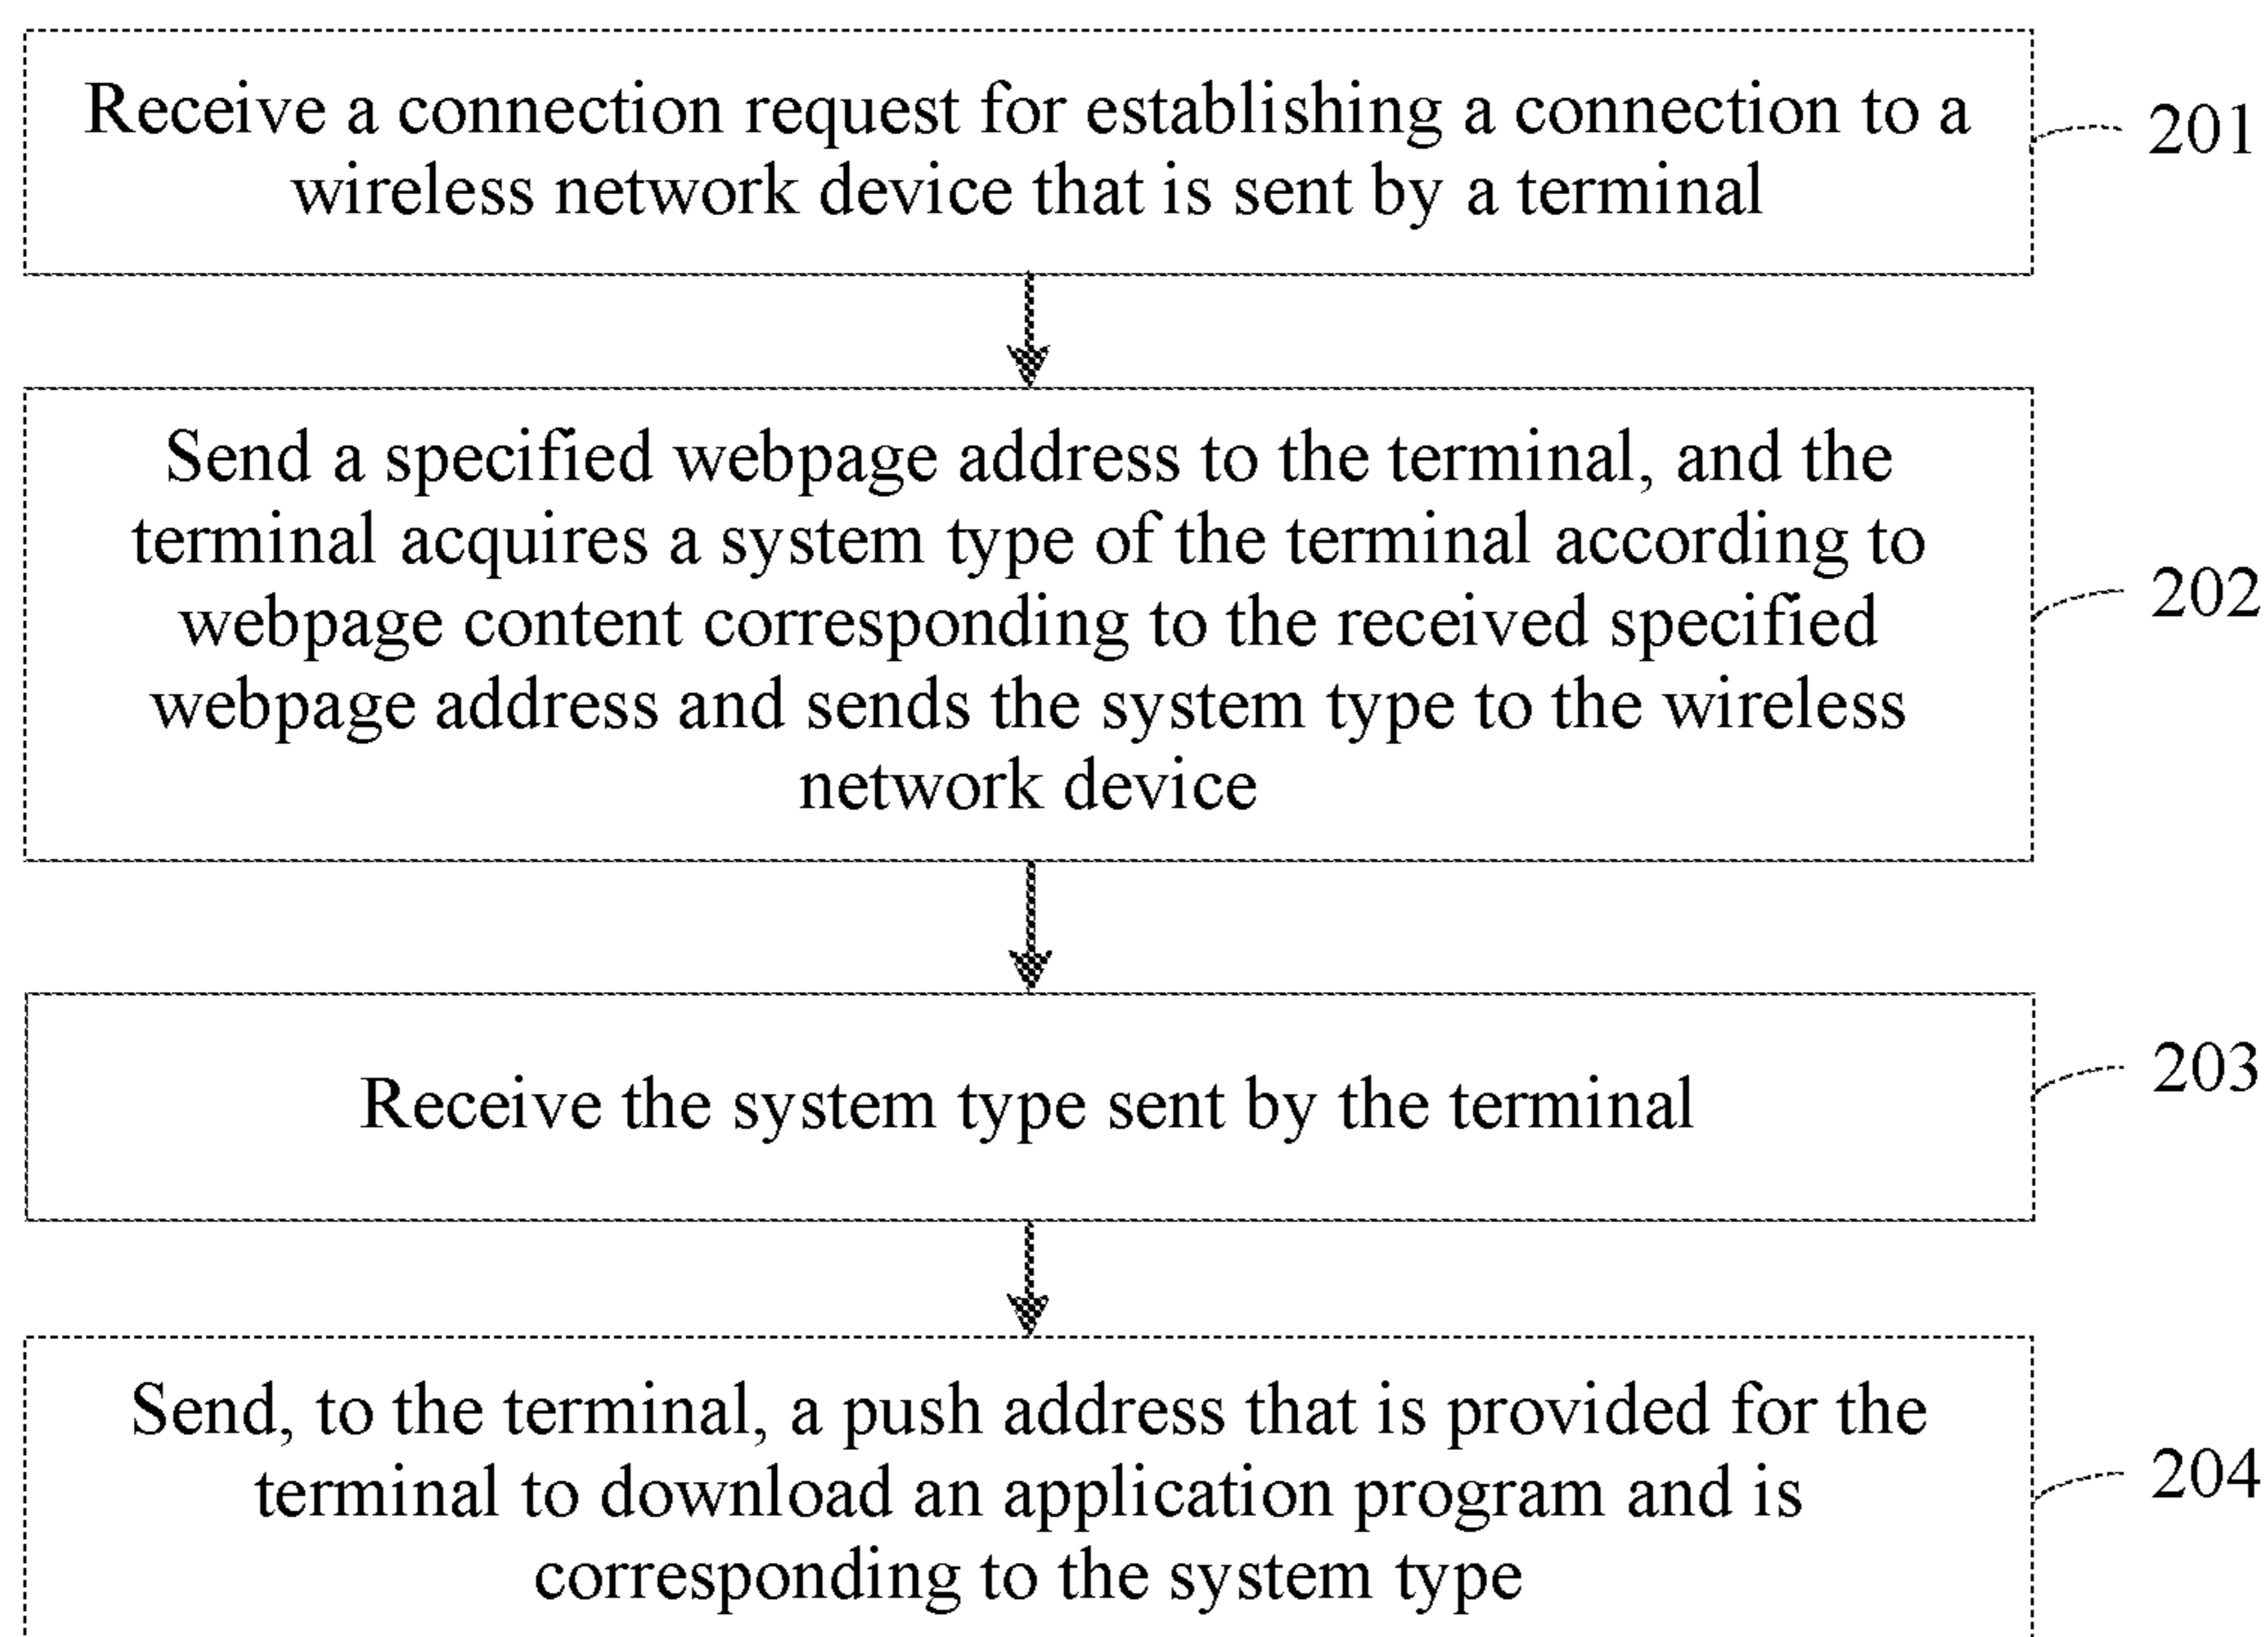 Receive a connection request for establishing a connection to a
wireless network device that is sent by a terminal
201
Send a specified webpage address to the terminal, and the
terminal acquires a system type of the terminal according to
webpage content corresponding to the received specified
webpage address and sends the system type to the wireless
network device
202
Receive the system type sent by the terminal
203
Send, to the terminal, a push address that is provided for the
terminal to download an application program and is
corresponding to the system type
204